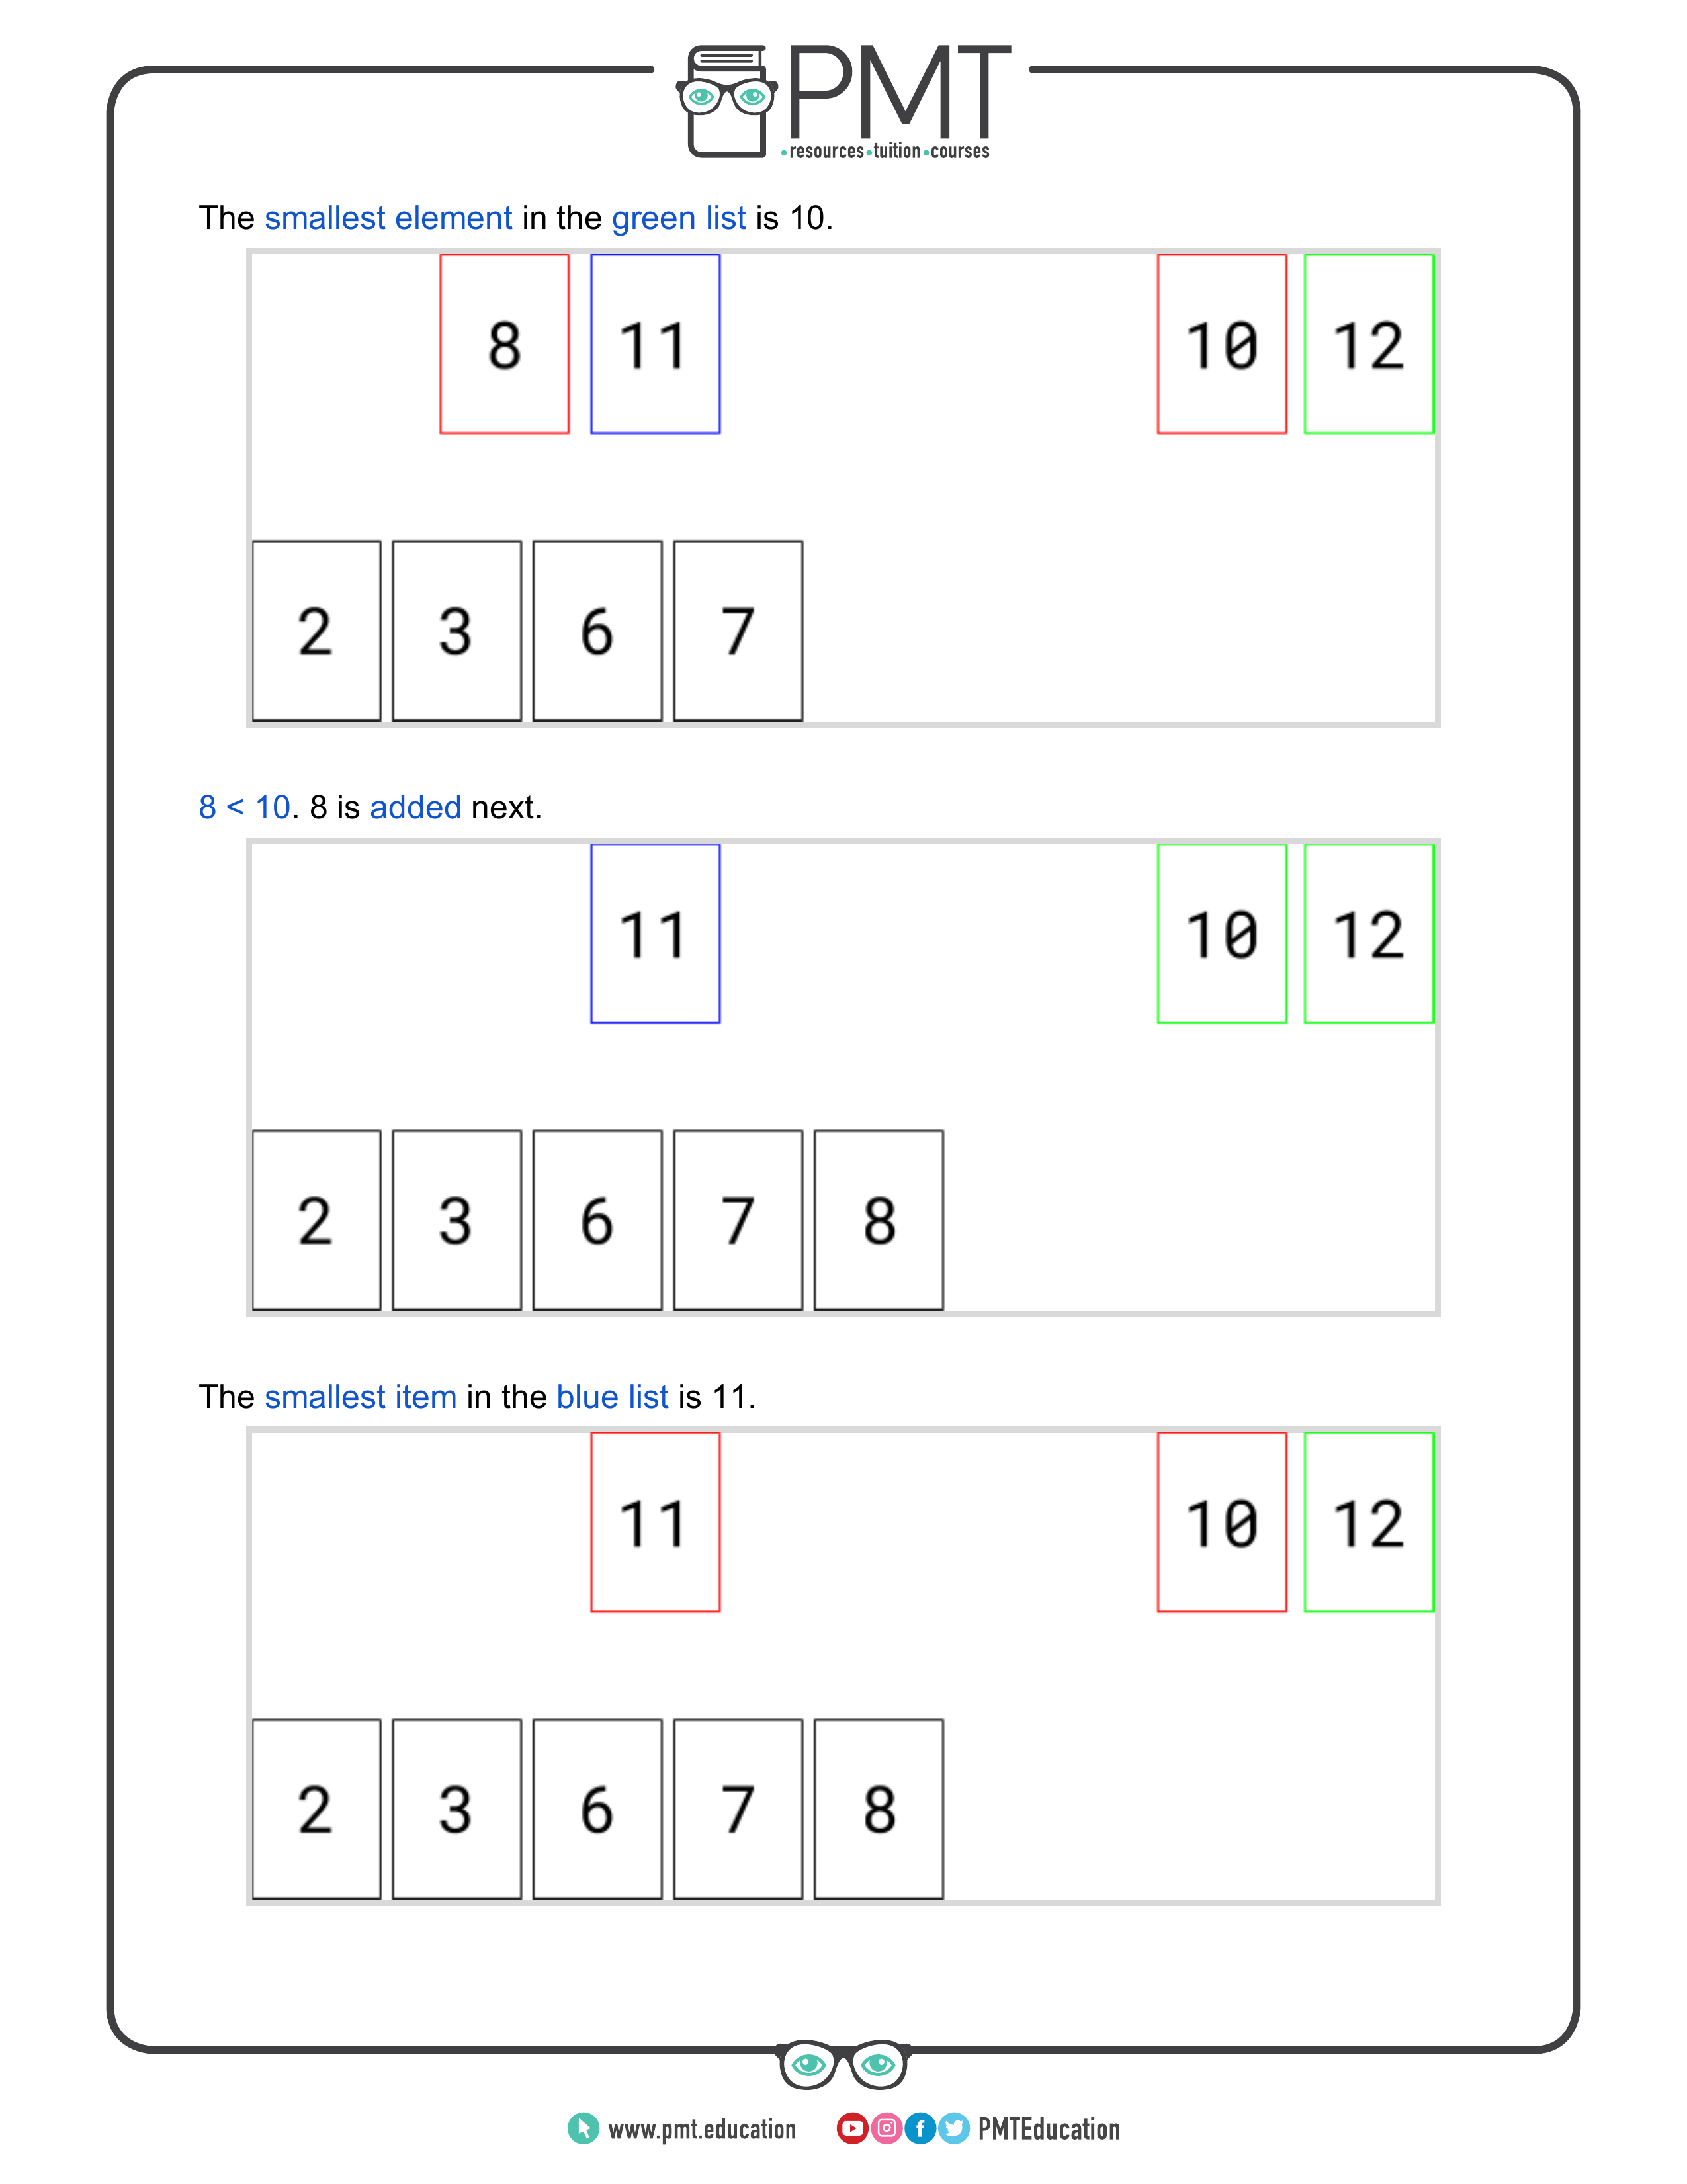 PMT
resources tuition courses
The smallest element in the green list is 10.
8 11 10 12
2 3 6 7
8 < 10. 8 is added next.
11 10 12
2 3 6 7 8
The smallest item in the blue list is 11.
11 10 12
2 3 6 7 8
www.pmt.education PMTEducation